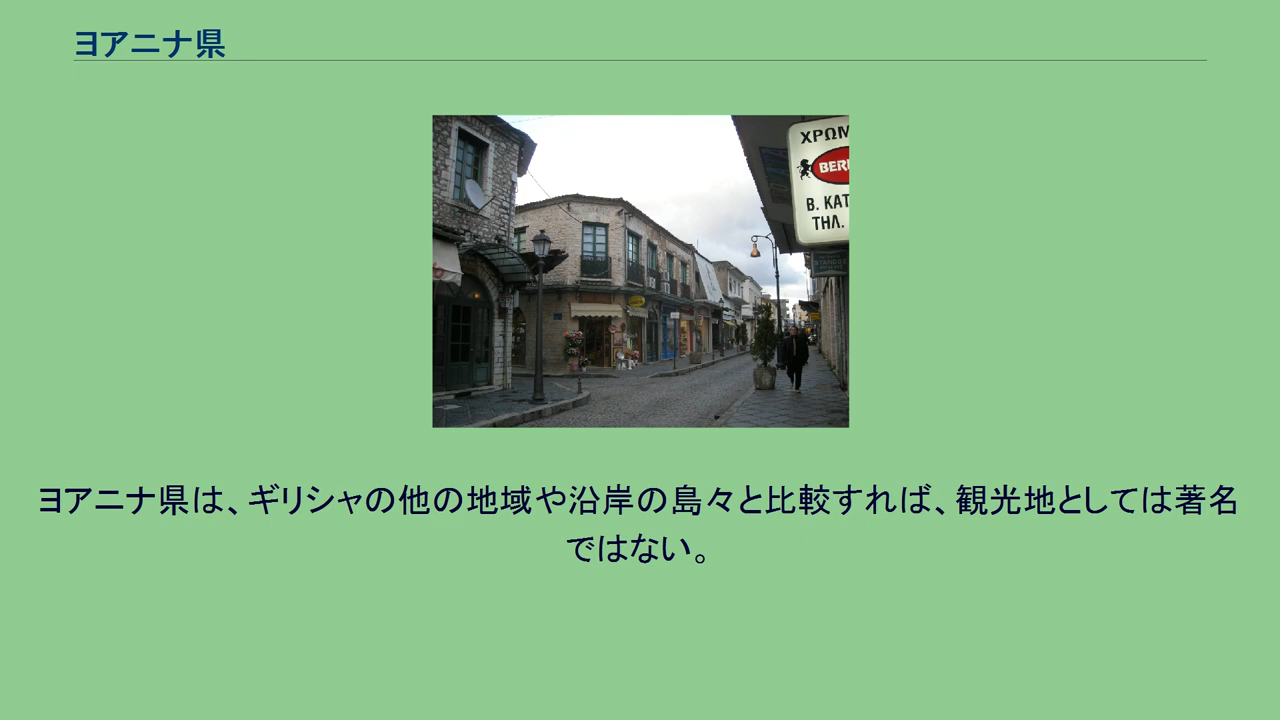 ヨアニナ県
ΧΡΩΜ
BER
Β. ΚΑΤ
ΤΗΛ.
ヨアニナ県は、ギリシャの他の地域や沿岸の島々と比較すれば、観光地としては著名
ではない。